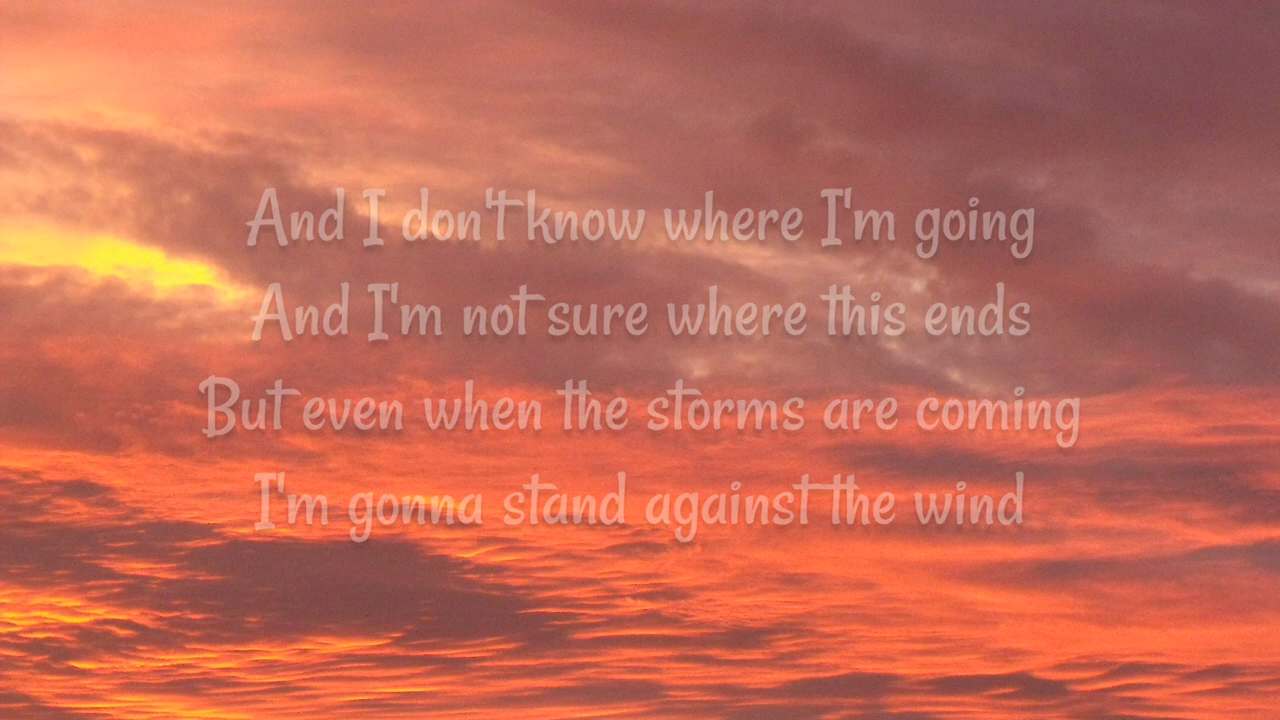 And I don't know where I'm going
And I'm not sure where this ends
But even when the storms are coming
I'm gonna stand against the wind